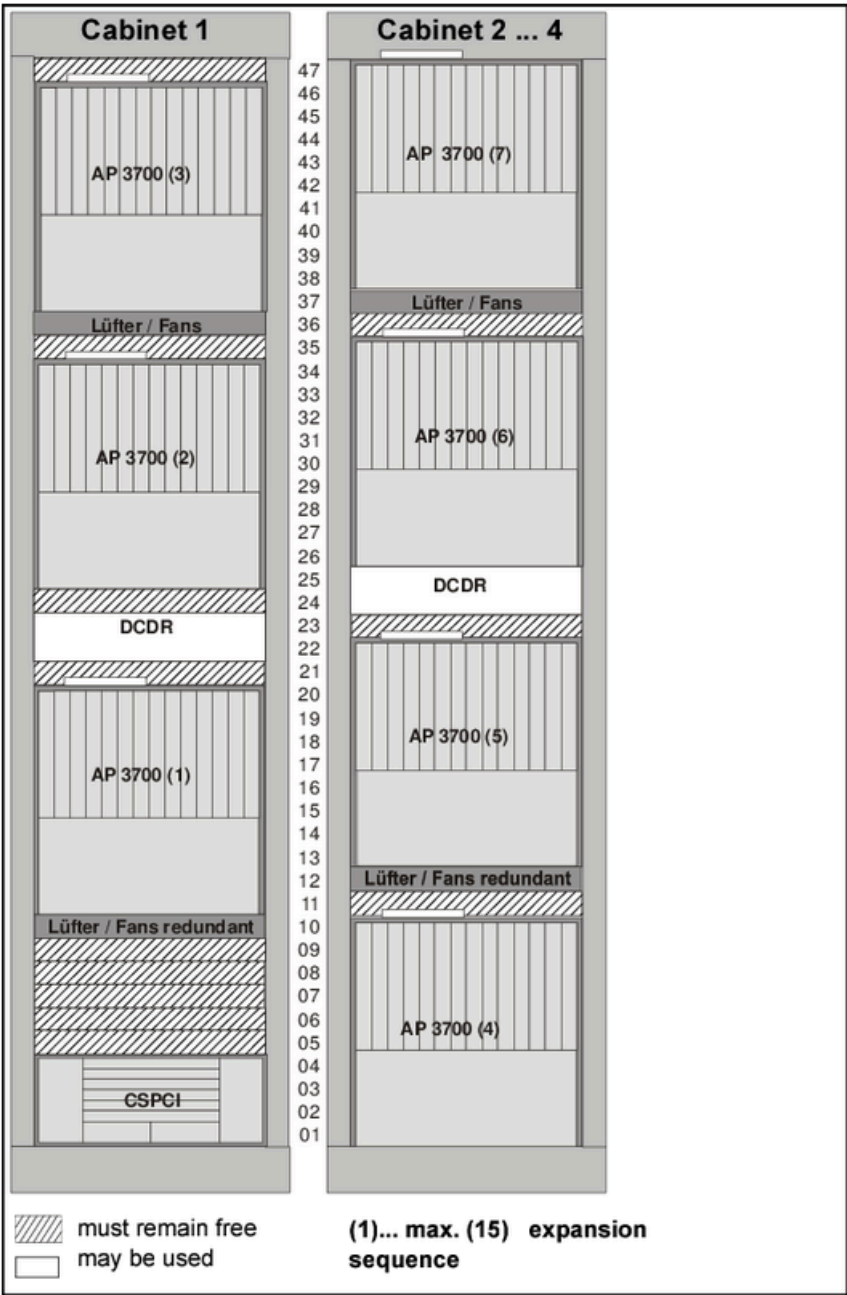 Cabinet 1
AP 3700 (3)
Lüfter / Fans
AP 3700 (2)
DCDR
AP 3700 (1)
Lüfter / Fans redundant
CSPCI
47
46
45
44
43
42
41
40
39
38
37
36
35
34
33
32
31
30
29
28
27
26
25
24
23
22
21
20
19
18
17
16
15
14
13
12
11
10
09
08
07
06
05
04
03
02
01
Cabinet 2 ... 4
AP 3700 (7)
Lüfter / Fans
AP 3700 (6)
DCDR
AP 3700 (5)
Lüfter / Fans redundant
AP 3700 (4)
must remain free
may be used
(1)... max. (15) expansion
sequence